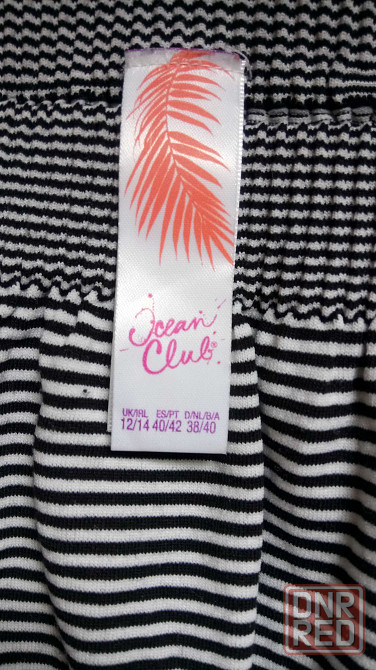 Ocean
Club®
UK/IRL ES/PT D/NL/B/A
12/14 40/42 38/40
DNR
RED